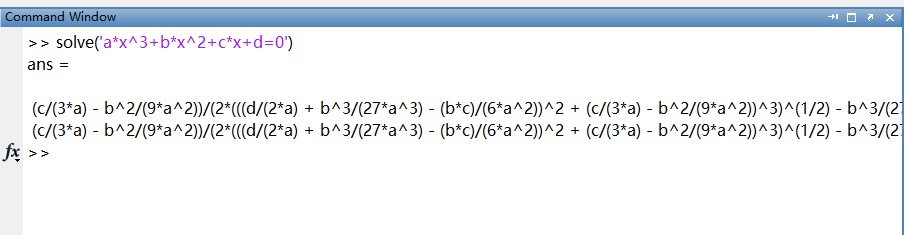 Command Window
>> solve('a*x^3+b*x^2+c*x+d=0')
ans =
(c/(3*a) - b^2/(9*a^2))/(2*(((d/(2*a) + b^3/(27*a^3) - (b*c)/(6*a^2))^2 + (c/(3*a) - b^2/(9*a^2))^3)^(1/2) - b^3/(27
(c/(3*a) - b^2/(9*a^2))/(2*(((d/(2*a) + b^3/(27*a^3) - (b*c)/(6*a^2))^2 + (c/(3*a) - b^2/(9*a^2))^3)^(1/2) - b^3/(27
fx >>